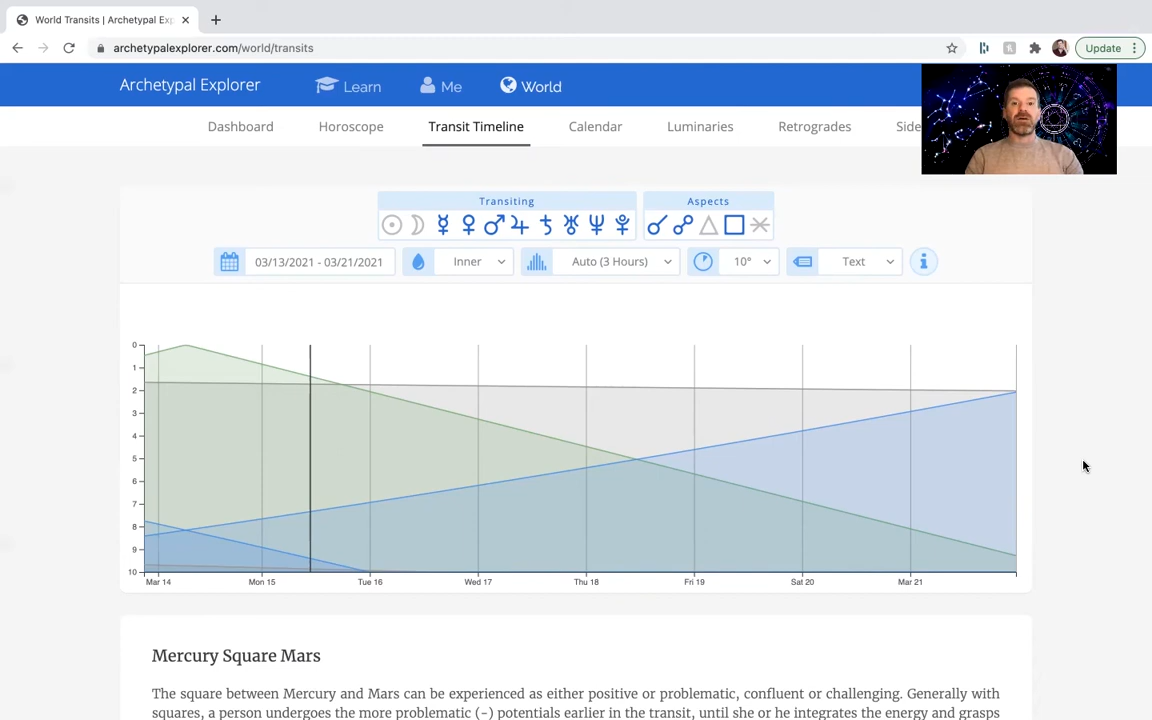 World Transits | Archetypal Exp
archetypalexplorer.com/world/transits
Update
Archetypal Explorer
Learn
Me
World
Dashboard
Horoscope
Transit Timeline
Calendar
Luminaries
Retrogrades
Side
Transiting
Aspects
03/13/2021 - 03/21/2021
Inner
Auto (3 Hours)
10°
Text
0
1
2
3
4
5
6
7
8
9
10
Mar 14
Mon 15
Tue 16
Wed 17
Thu 18
Fri 19
Sat 20
Mar 21
Mercury Square Mars
The square between Mercury and Mars can be experienced as either positive or problematic, confluent or challenging. Generally with
squares, a person undergoes the more problematic (-) potentials earlier in the transit, until she or he integrates the energy and grasps